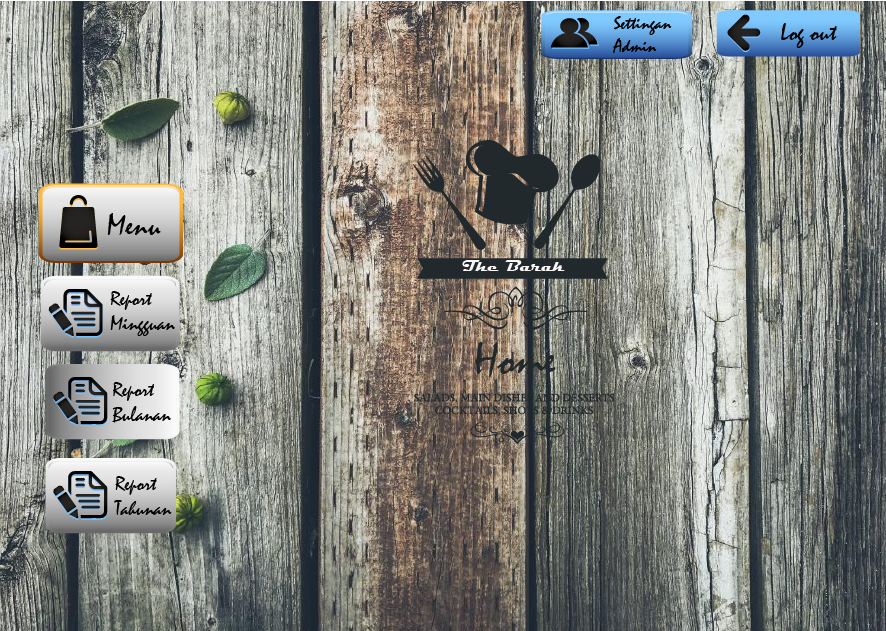 Settingan
Admin
Log out
Menu
The Barah
Report
Mingguan
Home
Report
Bulanan
SALADS, MAIN DISHES AND DESSERTS
COCKTAILS, SHOTS & DRINKS
Report
Tahunan